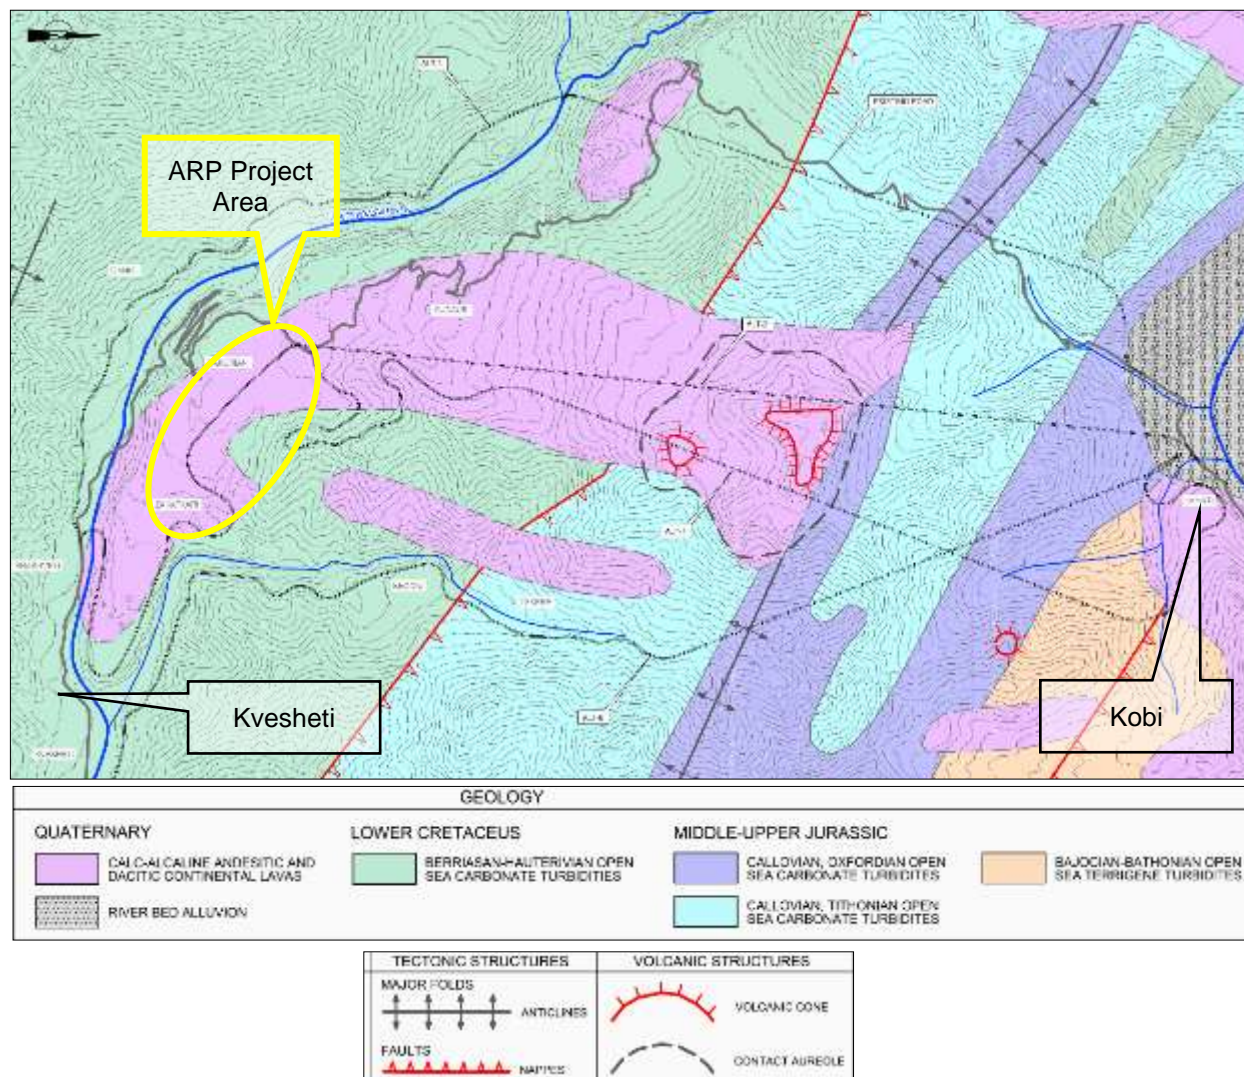 EXISTING ROAD
ARP Project
Area
Kvesheti
Kobi
GEOLOGY
QUATERNARY
CALC-ALCALINE ANDESITIC AND
DACITIC CONTINENTAL LAVAS
RIVER BED ALLUVION
LOWER CRETACEUS
BERRIASAN-HAUTERIVIAN OPEN
SEA CARBONATE TURBIDITIES
MIDDLE-UPPER JURASSIC
CALLOVIAN, OXFORDIAN OPEN
SEA CARBONATE TURBIDITES
CALLOVIAN, TITHONIAN OPEN
SEA CARBONATE TURBIDITES
BAJOCIAN-BATHONIAN OPEN
SEA TERRIGENE TURBIDITES
TECTONIC STRUCTURES
MAJOR FOLDS
ANTICLINES
FAULTS
NAPPES
VOLCANIC STRUCTURES
VOLCANIC CONE
CONTACT AUREOLE